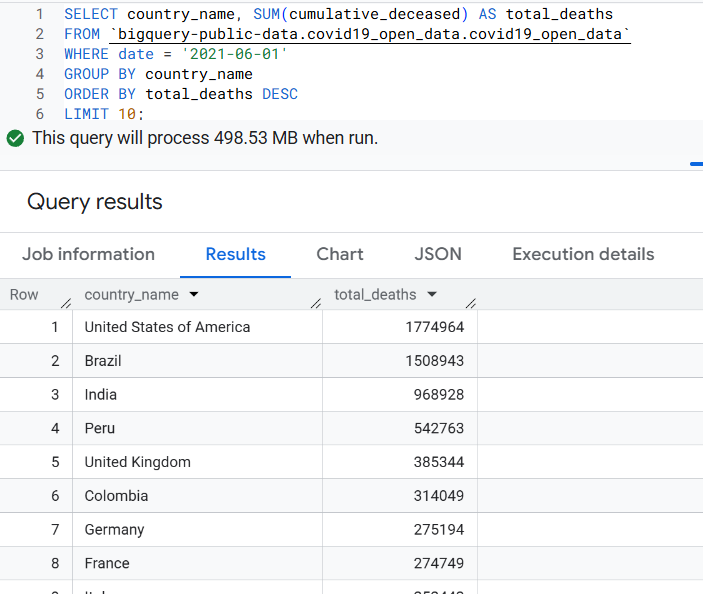 1 SELECT country_name, SUM(cumulative_deceased) AS total_deaths
2 FROM `bigquery-public-data.covid19_open_data.covid19_open_data`
3 WHERE date = '2021-06-01'
4 GROUP BY country_name
5 ORDER BY total_deaths DESC
6 LIMIT 10;
This query will process 498.53 MB when run.
Query results
Job information Results Chart JSON Execution details
Row country_name total_deaths
1 United States of America 1774964
2 Brazil 1508943
3 India 968928
4 Peru 542763
5 United Kingdom 385344
6 Colombia 314049
7 Germany 275194
8 France 274749